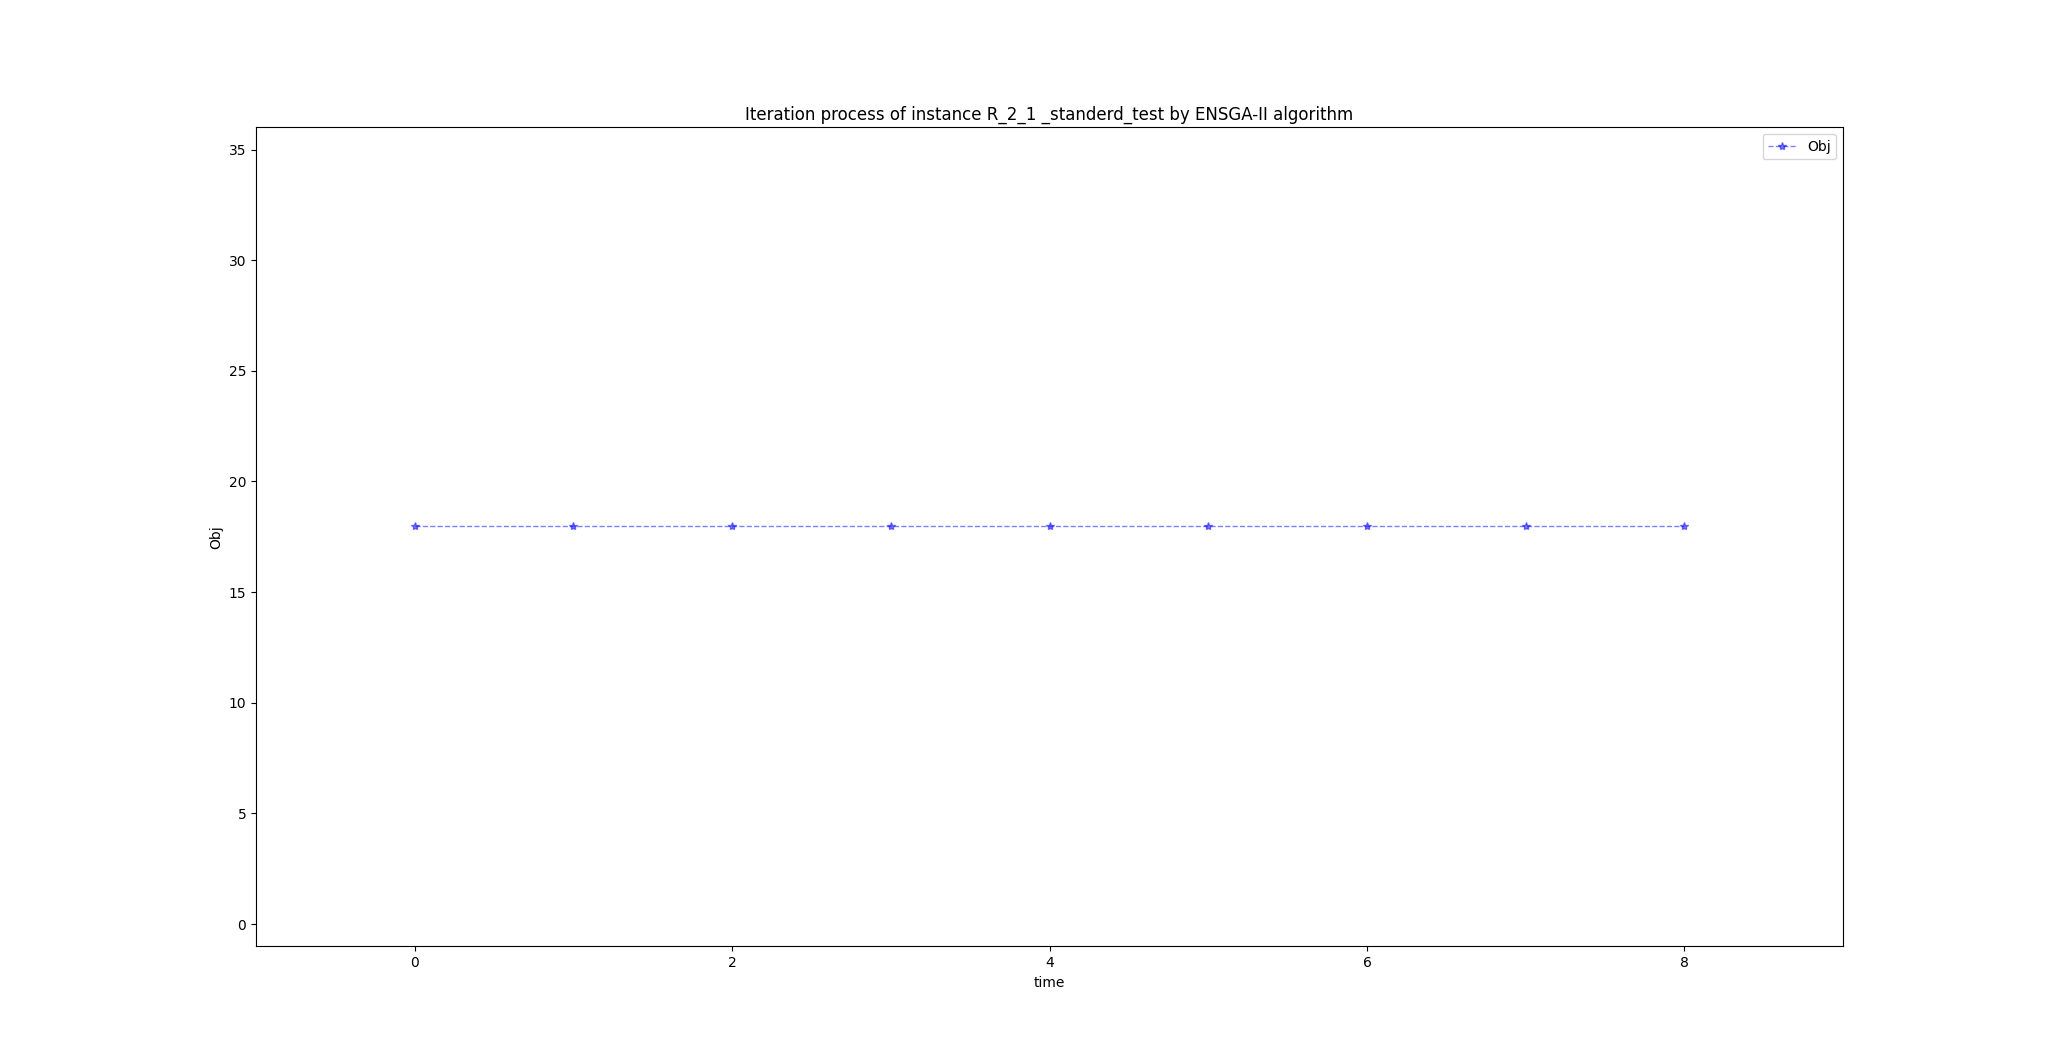 Iteration process of instance R_2_1 _standerd_test by ENSGA-II algorithm
Obj
35
30
25
20
15
10
5
0
Obj
0 2 4 6 8
time